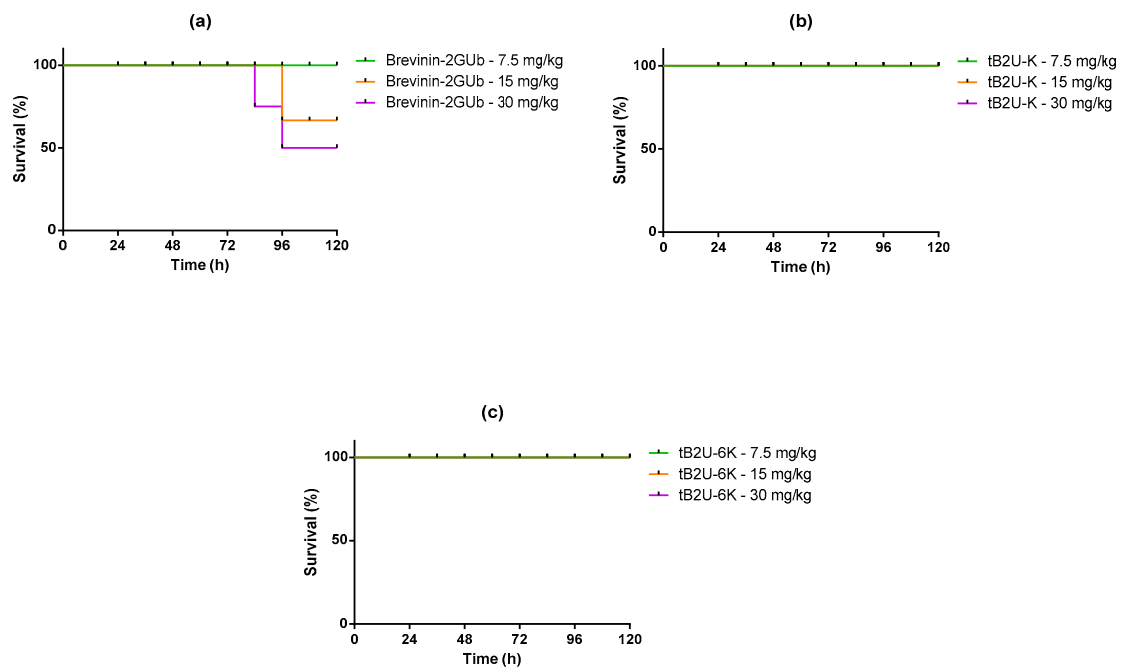 (a)
100
50
0
Survival (%)
0 24 48 72 96 120
Time (h)
Brevinin-2GUb - 7.5 mg/kg
Brevinin-2GUb - 15 mg/kg
Brevinin-2GUb - 30 mg/kg
(b)
100
50
0
Survival (%)
0 24 48 72 96 120
Time (h)
tB2U-K - 7.5 mg/kg
tB2U-K - 15 mg/kg
tB2U-K - 30 mg/kg
(c)
100
50
0
Survival (%)
0 24 48 72 96 120
Time (h)
tB2U-6K - 7.5 mg/kg
tB2U-6K - 15 mg/kg
tB2U-6K - 30 mg/kg